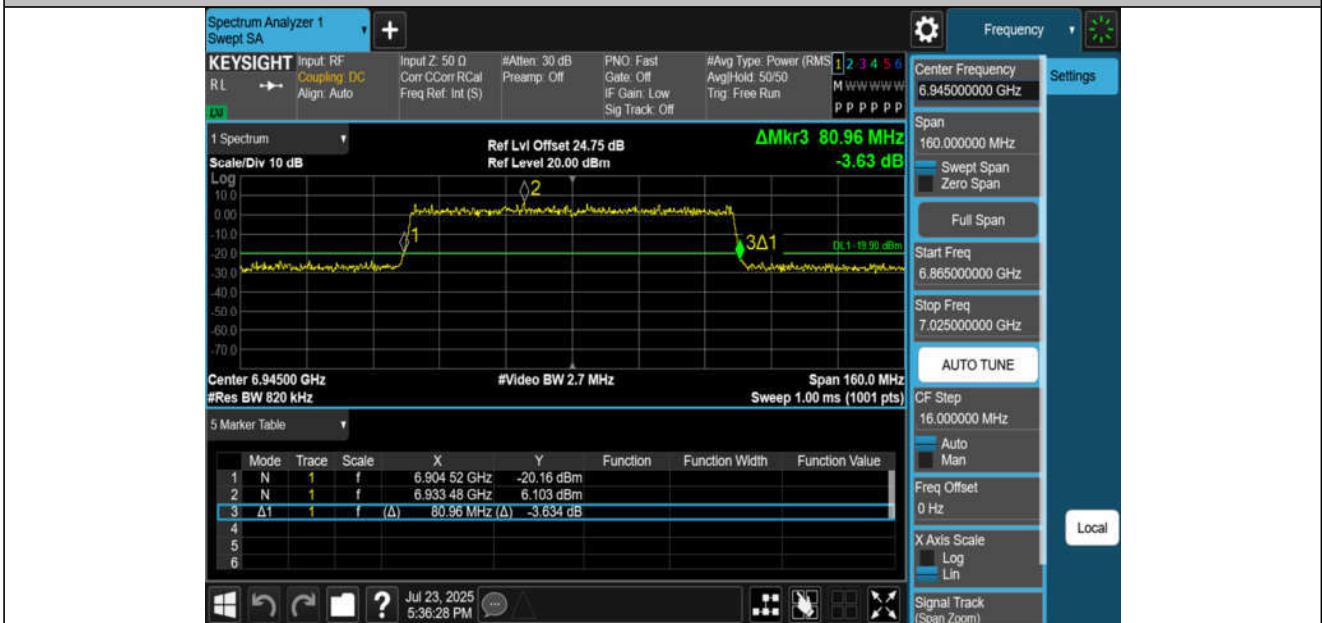 Spectrum Analyzer 1
Swept SA
+
Frequency
KEYSIGHT
RL
Input: RF
Coupling: DC
Align: Auto
Input Z: 50 Ω
Corr CCorr RCal
Freq Ref: Int (S)
#Atten: 30 dB
Preamp: Off
PNO: Fast
Gate: Off
IF Gain: Low
Sig Track: Off
#Avg Type: Power (RMS
Avg|Hold: 50/50
Trig: Free Run
1 2 3 4 5 6
M W W W W W
P P P P P P
1 Spectrum
Scale/Div 10 dB
Ref Lvl Offset 24.75 dB
Ref Level 20.00 dBm
ΔMkr3 80.96 MHz
-3.63 dB
Log
10.0
0.00
-10.0
-20.0
-30.0
-40.0
-50.0
-60.0
-70.0
2
1
3Δ1
DL1 -19.90 dBm
Center 6.94500 GHz
#Res BW 820 kHz
#Video BW 2.7 MHz
Span 160.0 MHz
Sweep 1.00 ms (1001 pts)
5 Marker Table
Mode Trace Scale X Y Function Function Width Function Value
1 N 1 f 6.904 52 GHz -20.16 dBm
2 N 1 f 6.933 48 GHz 6.103 dBm
3 Δ1 1 f (Δ) 80.96 MHz (Δ) -3.634 dB
4
5
6
Jul 23, 2025
5:36:28 PM
Center Frequency
6.945000000 GHz
Settings
Span
160.000000 MHz
Swept Span
Zero Span
Full Span
Start Freq
6.865000000 GHz
Stop Freq
7.025000000 GHz
AUTO TUNE
CF Step
16.000000 MHz
Auto
Man
Freq Offset
0 Hz
X Axis Scale
Log
Lin
Local
Signal Track
(Span Zoom)